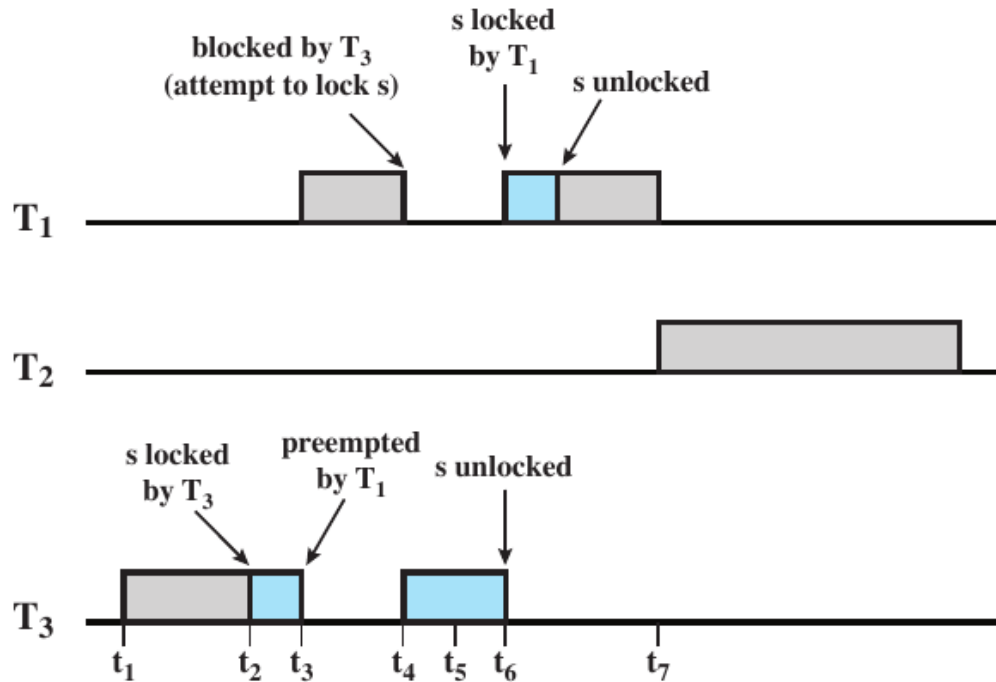 blocked by T3
(attempt to lock s)
s locked
by T1
s unlocked
T1
T2
s locked
by T3
preempted
by T1
s unlocked
T3
t1 t2 t3 t4 t5 t6 t7